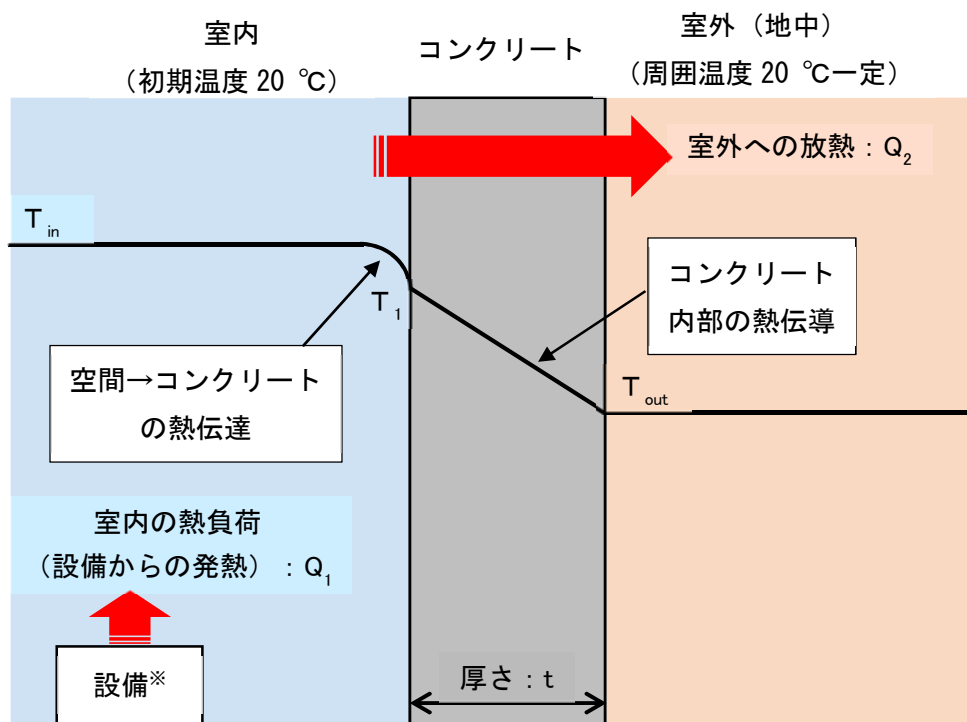 室内
（初期温度 20 ℃）
コンクリート
室外（地中）
（周囲温度 20 ℃一定）
室外への放熱：Q2
Tin
T1
コンクリート
内部の熱伝導
空間→コンクリート
の熱伝達
Tout
室内の熱負荷
（設備からの発熱）：Q1
設備※
厚さ：t